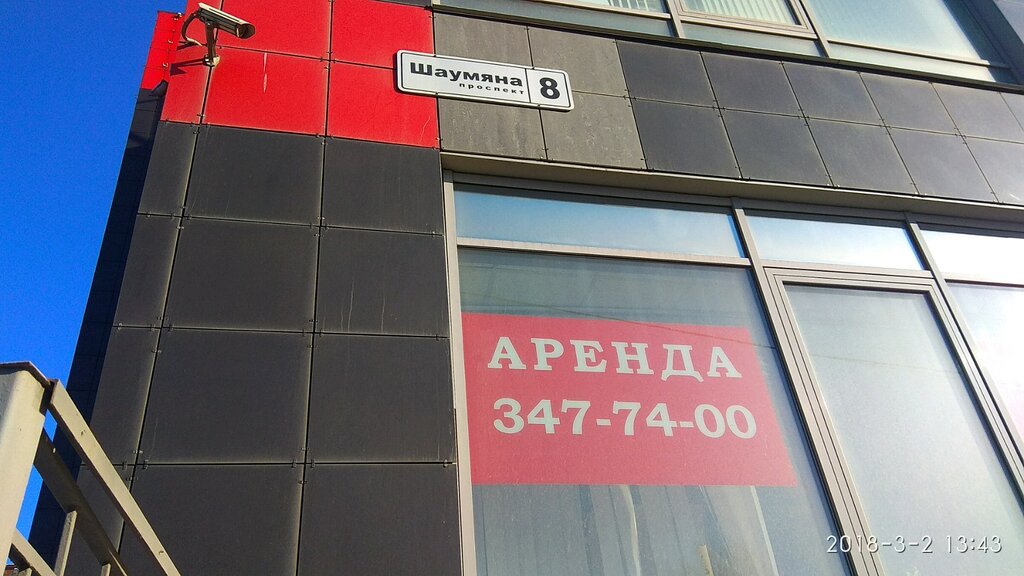 Шаумяна
проспект
8
АРЕНДА
347-74-00
2018-3-2 13:43